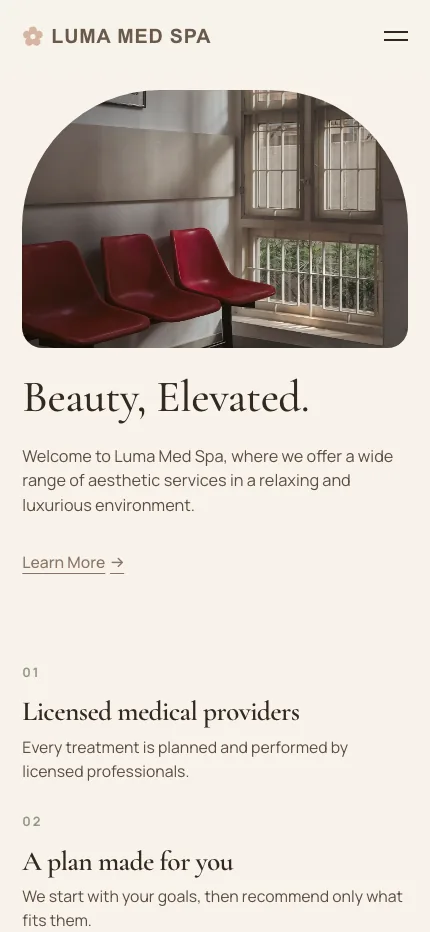 LUMA MED SPA
Beauty, Elevated.
Welcome to Luma Med Spa, where we offer a wide
range of aesthetic services in a relaxing and
luxurious environment.
Learn More →
01
Licensed medical providers
Every treatment is planned and performed by
licensed professionals.
02
A plan made for you
We start with your goals, then recommend only what
fits them.